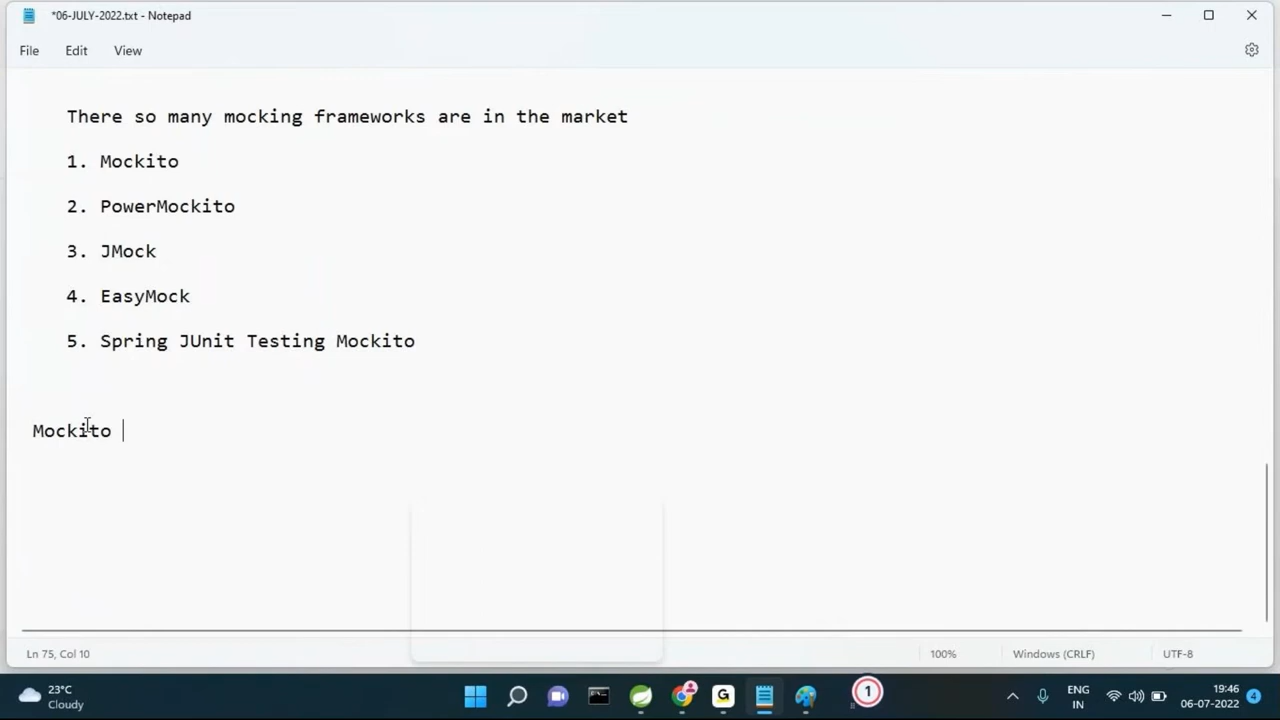 *06-JULY-2022.txt - Notepad
File Edit View
There so many mocking frameworks are in the market
1. Mockito
2. PowerMockito
3. JMock
4. EasyMock
5. Spring JUnit Testing Mockito
Mockito
Ln 75, Col 10 100% Windows (CRLF) UTF-8
23°C
Cloudy
G
1
ENG
IN
19:46
06-07-2022
4